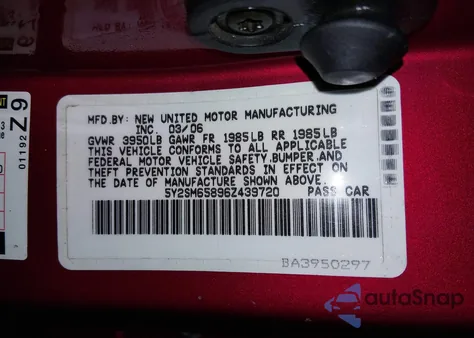 MFD.BY: NEW UNITED MOTOR MANUFACTURING
INC. 03/06
GVWR 3950LB GAWR FR 1985LB RR 1985LB
THIS VEHICLE CONFORMS TO ALL APPLICABLE
FEDERAL MOTOR VEHICLE SAFETY,BUMPER,AND
THEFT PREVENTION STANDARDS IN EFFECT ON
THE DATE OF MANUFACTURE SHOWN ABOVE.
5Y2SM65896Z439720 PASS CAR
BA3950297
01192
Z9
autoSnap